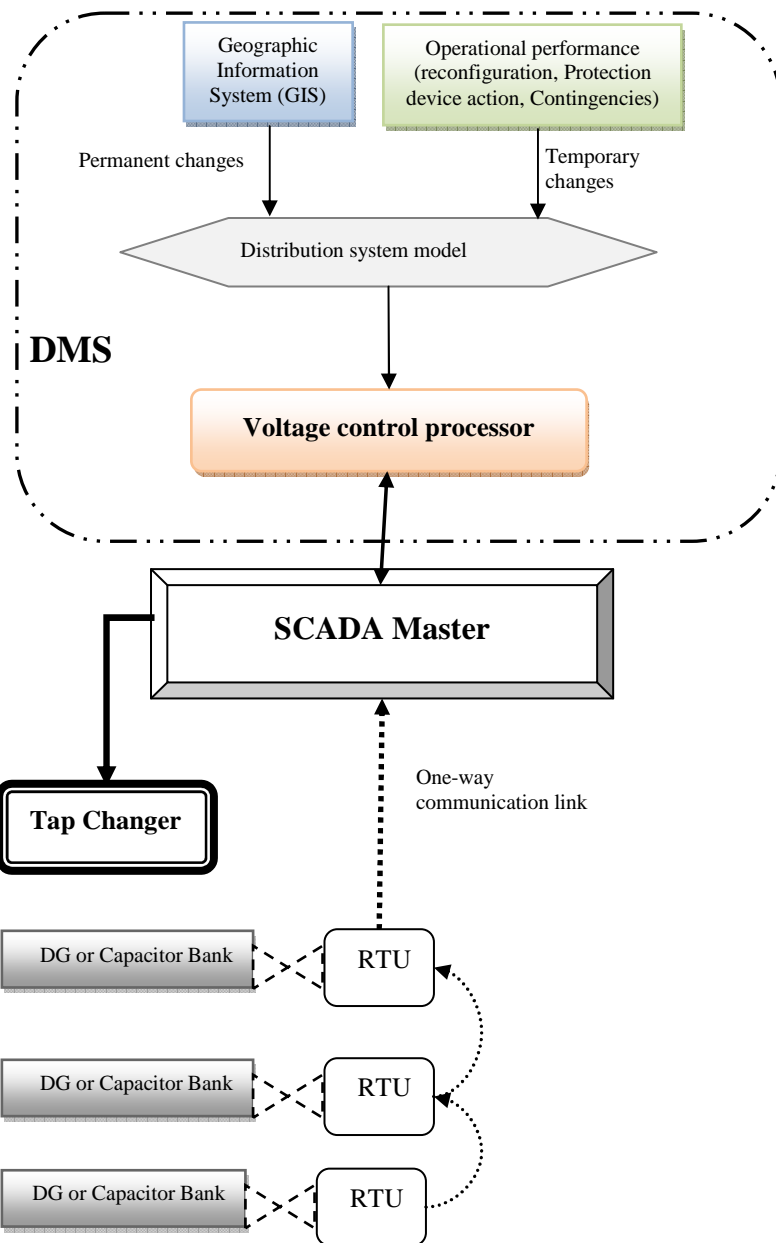 Geographic
Information
System (GIS)
Operational performance
(reconfiguration, Protection
device action, Contingencies)
Permanent changes
Temporary
changes
Distribution system model
DMS
Voltage control processor
SCADA Master
One-way
communication link
Tap Changer
DG or Capacitor Bank
RTU
DG or Capacitor Bank
RTU
DG or Capacitor Bank
RTU